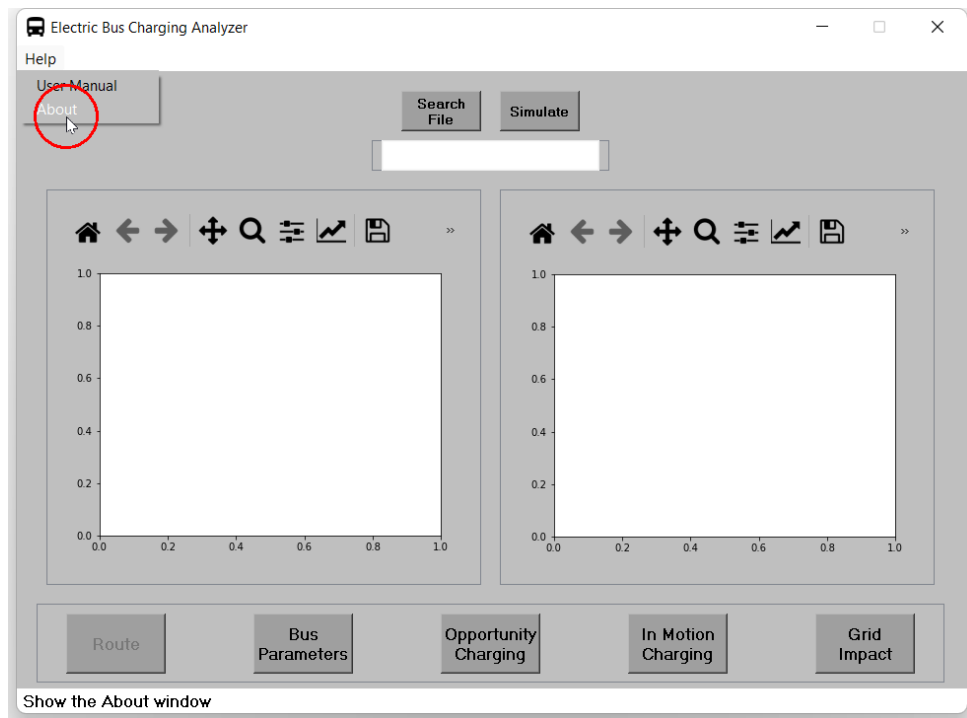 Electric Bus Charging Analyzer
Help
User Manual
About
Search
File
Simulate
»
»
1.0
0.8
0.6
0.4
0.2
0.0
0.0 0.2 0.4 0.6 0.8 1.0
1.0
0.8
0.6
0.4
0.2
0.0
0.0 0.2 0.4 0.6 0.8 1.0
Route
Bus
Parameters
Opportunity
Charging
In Motion
Charging
Grid
Impact
Show the About window